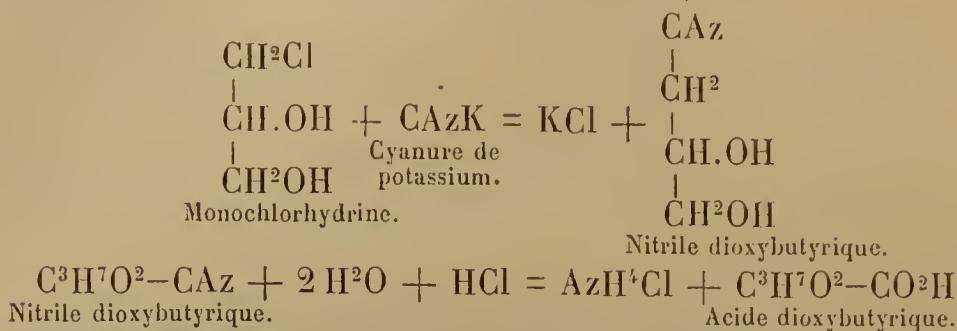 CH²Cl
CH.OH
CH²OH
Monochlorhydrine.
+ CAzK = KCl +
Cyanure de
potassium.
CAz
CH²
CH.OH
CH²OH
Nitrile dioxybutyrique.
C³H⁷O²–CAz + 2 H²O + HCl = AzH⁴Cl + C³H⁷O²–CO²H
Nitrile dioxybutyrique.
Acide dioxybutyrique.